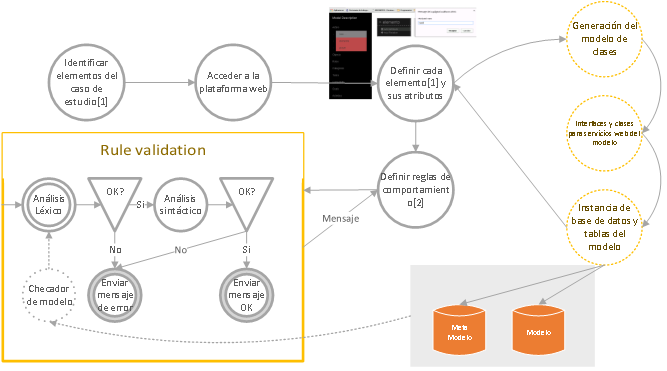 Identificar
elementos del
caso de
estudio[1]
Acceder a la
plataforma web
Definir cada
elemento[1] y
sus atributos
Generación del
modelo de
clases
Interfaces y clases
para servicios web del
modelo
Instancia de
base de datos y
tablas del
modelo
Definir reglas de
comportamient
o[2]
Mensaje
Rule validation
Análisis
Léxico
OK?
Si
Análisis
sintáctico
OK?
No
No
Si
Checador
de modelo
Enviar
mensaje
de error
Enviar
mensaje
OK
Meta
Modelo
Modelo